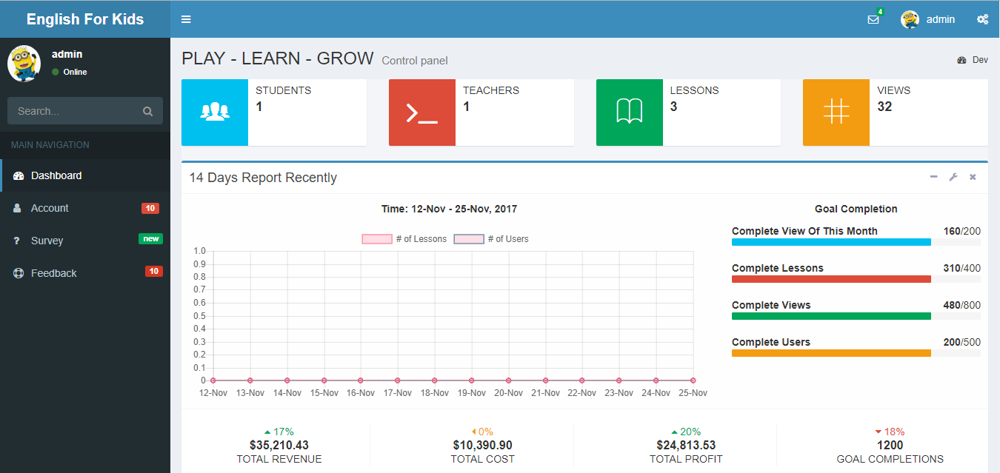 English For Kids
4
admin
admin
Online
Search...
MAIN NAVIGATION
Dashboard
Account 10
Survey new
Feedback 10
PLAY - LEARN - GROW Control panel
Dev
STUDENTS
1
TEACHERS
1
LESSONS
3
VIEWS
32
14 Days Report Recently
Time: 12-Nov - 25-Nov, 2017
# of Lessons # of Users
1.0
0.9
0.8
0.7
0.6
0.5
0.4
0.3
0.2
0.1
0
12-Nov 13-Nov 14-Nov 15-Nov 16-Nov 17-Nov 18-Nov 19-Nov 20-Nov 21-Nov 22-Nov 23-Nov 24-Nov 25-Nov
Goal Completion
Complete View Of This Month 160/200
Complete Lessons 310/400
Complete Views 480/800
Complete Users 200/500
17%
$35,210.43
TOTAL REVENUE
0%
$10,390.90
TOTAL COST
20%
$24,813.53
TOTAL PROFIT
18%
1200
GOAL COMPLETIONS